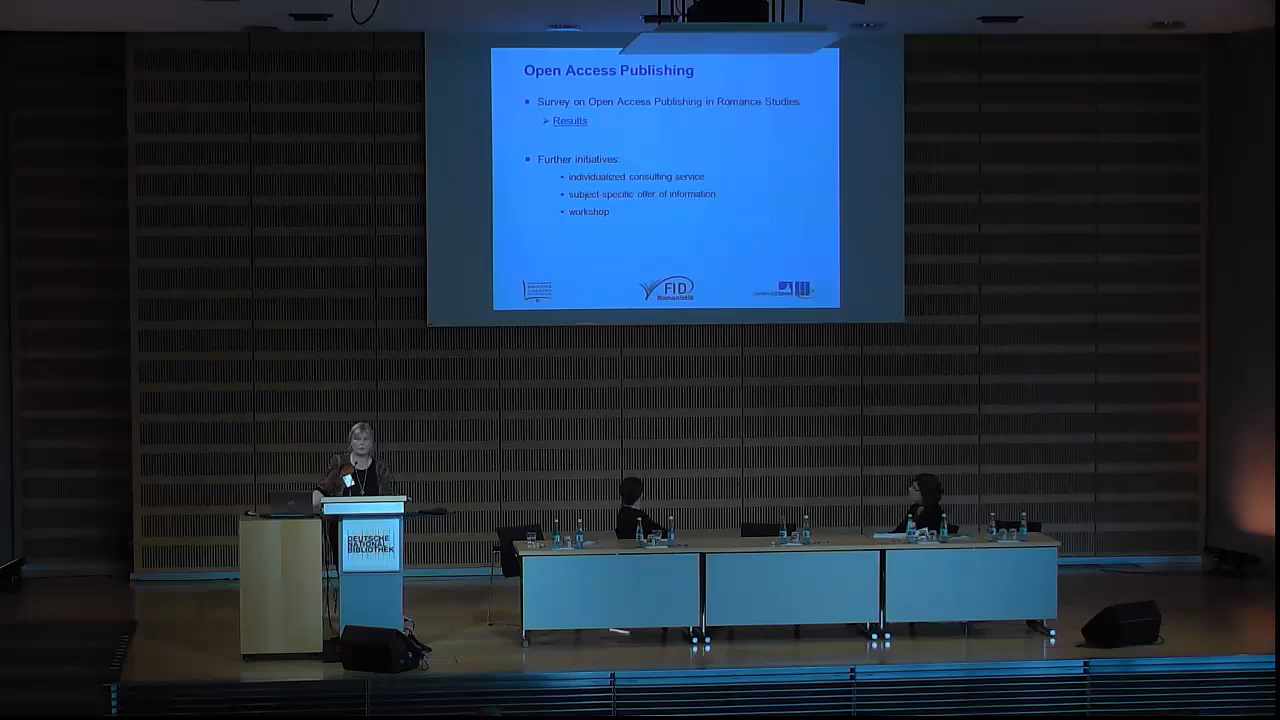 Open Access Publishing
▪ Survey on Open Access Publishing in Romance Studies
➢ Results
▪ Further initiatives:
• individualized consulting service
• subject-specific offer of information
• workshop
FID
Romanistik
DEUTSCHE
NATIONAL
BIBLIOTHEK